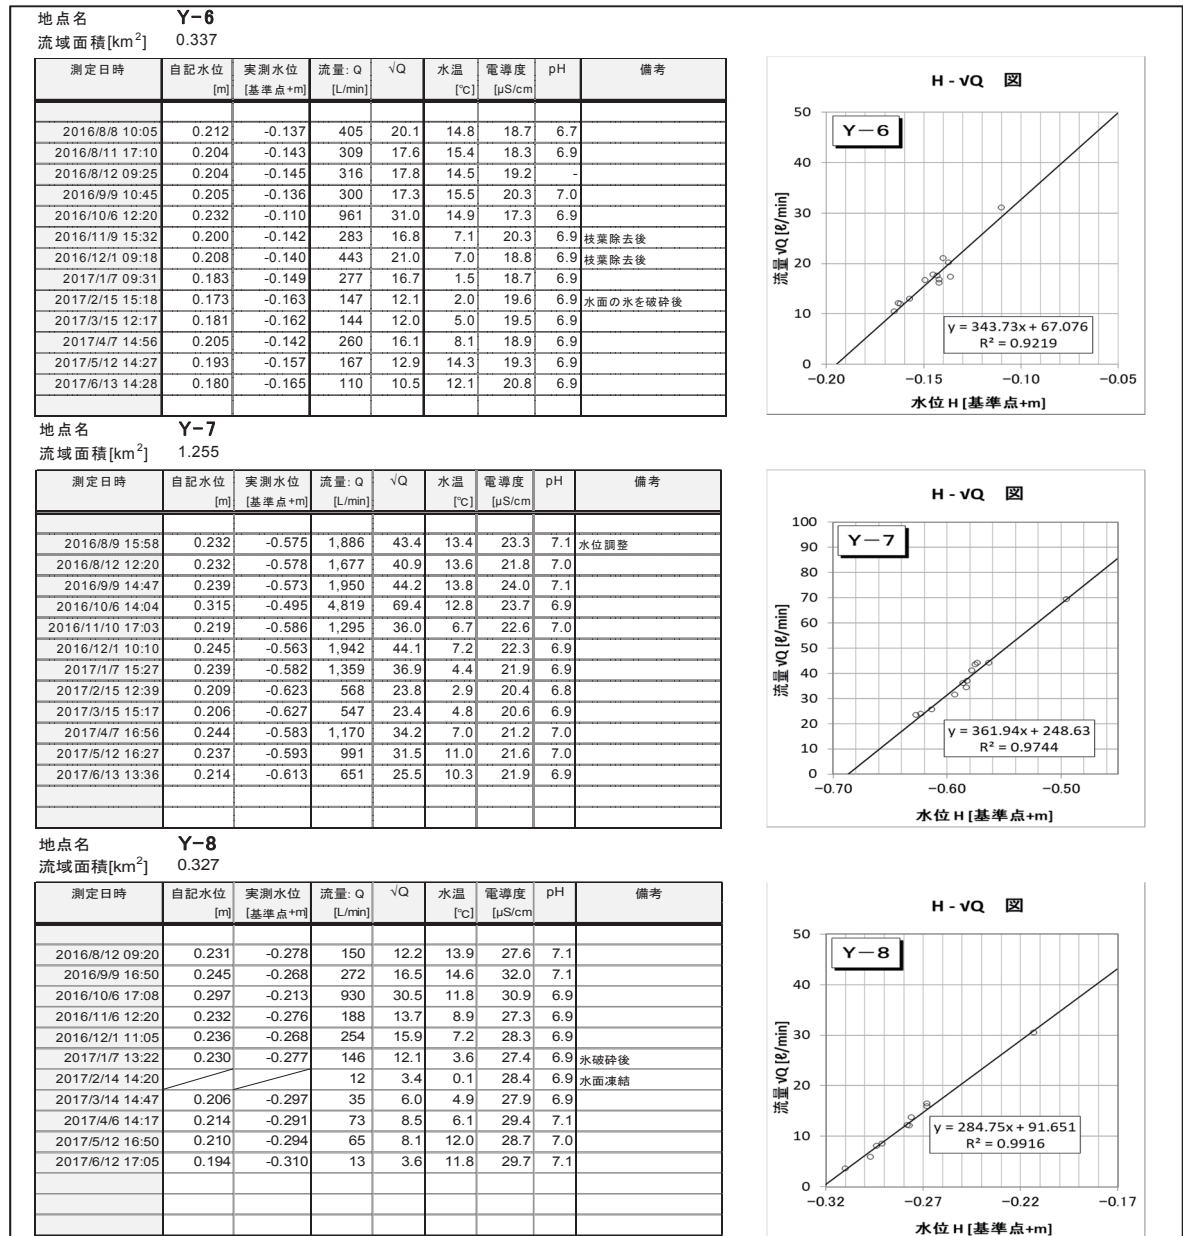 地点名 Y-6
流域面積[km²] 0.337
測定日時 自記水位 実測水位 流量: Q √Q 水温 電導度 pH 備考
[m] [基準点+m] [L/min] [℃] [µS/cm
2016/8/8 10:05 0.212 -0.137 405 20.1 14.8 18.7 6.7
2016/8/11 17:10 0.204 -0.143 309 17.6 15.4 18.3 6.9
2016/8/12 09:25 0.204 -0.145 316 17.8 14.5 19.2 -
2016/9/9 10:45 0.205 -0.136 300 17.3 15.5 20.3 7.0
2016/10/6 12:20 0.232 -0.110 961 31.0 14.9 17.3 6.9
2016/11/9 15:32 0.200 -0.142 283 16.8 7.1 20.3 6.9 枝葉除去後
2016/12/1 09:18 0.208 -0.140 443 21.0 7.0 18.8 6.9 枝葉除去後
2017/1/7 09:31 0.183 -0.149 277 16.7 1.5 18.7 6.9
2017/2/15 15:18 0.173 -0.163 147 12.1 2.0 19.6 6.9 水面の氷を破砕後
2017/3/15 12:17 0.181 -0.162 144 12.0 5.0 19.5 6.9
2017/4/7 14:56 0.205 -0.142 260 16.1 8.1 18.9 6.9
2017/5/12 14:27 0.193 -0.157 167 12.9 14.3 19.3 6.9
2017/6/13 14:28 0.180 -0.165 110 10.5 12.1 20.8 6.9
H - √Q 図
Y－6
流量 √Q [ℓ/min]
50
40
30
20
10
0
y = 343.73x + 67.076
R² = 0.9219
-0.20 -0.15 -0.10 -0.05
水位 H [基準点+m]
地点名 Y-7
流域面積[km²] 1.255
測定日時 自記水位 実測水位 流量: Q √Q 水温 電導度 pH 備考
[m] [基準点+m] [L/min] [℃] [µS/cm
2016/8/9 15:58 0.232 -0.575 1,886 43.4 13.4 23.3 7.1 水位調整
2016/8/12 12:20 0.232 -0.578 1,677 40.9 13.6 21.8 7.0
2016/9/9 14:47 0.239 -0.573 1,950 44.2 13.8 24.0 7.1
2016/10/6 14:04 0.315 -0.495 4,819 69.4 12.8 23.7 6.9
2016/11/10 17:03 0.219 -0.586 1,295 36.0 6.7 22.6 7.0
2016/12/1 10:10 0.245 -0.563 1,942 44.1 7.2 22.3 6.9
2017/1/7 15:27 0.239 -0.582 1,359 36.9 4.4 21.9 6.9
2017/2/15 12:39 0.209 -0.623 568 23.8 2.9 20.4 6.8
2017/3/15 15:17 0.206 -0.627 547 23.4 4.8 20.6 6.9
2017/4/7 16:56 0.244 -0.583 1,170 34.2 7.0 21.2 7.0
2017/5/12 16:27 0.237 -0.593 991 31.5 11.0 21.6 7.0
2017/6/13 13:36 0.214 -0.613 651 25.5 10.3 21.9 6.9
H - √Q 図
Y－7
流量 √Q [ℓ/min]
100
90
80
70
60
50
40
30
20
10
0
y = 361.94x + 248.63
R² = 0.9744
-0.70 -0.60 -0.50
水位 H [基準点+m]
地点名 Y-8
流域面積[km²] 0.327
測定日時 自記水位 実測水位 流量: Q √Q 水温 電導度 pH 備考
[m] [基準点+m] [L/min] [℃] [µS/cm
2016/8/12 09:20 0.231 -0.278 150 12.2 13.9 27.6 7.1
2016/9/9 16:50 0.245 -0.268 272 16.5 14.6 32.0 7.1
2016/10/6 17:08 0.297 -0.213 930 30.5 11.8 30.9 6.9
2016/11/6 12:20 0.232 -0.276 188 13.7 8.9 27.3 6.9
2016/12/1 11:05 0.236 -0.268 254 15.9 7.2 28.3 6.9
2017/1/7 13:22 0.230 -0.277 146 12.1 3.6 27.4 6.9 氷破砕後
2017/2/14 14:20 12 3.4 0.1 28.4 6.9 水面凍結
2017/3/14 14:47 0.206 -0.297 35 6.0 4.9 27.9 6.9
2017/4/6 14:17 0.214 -0.291 73 8.5 6.1 29.4 7.1
2017/5/12 16:50 0.210 -0.294 65 8.1 12.0 28.7 7.0
2017/6/12 17:05 0.194 -0.310 13 3.6 11.8 29.7 7.1
H - √Q 図
Y－8
流量 √Q [ℓ/min]
50
40
30
20
10
0
y = 284.75x + 91.651
R² = 0.9916
-0.32 -0.27 -0.22 -0.17
水位 H [基準点+m]